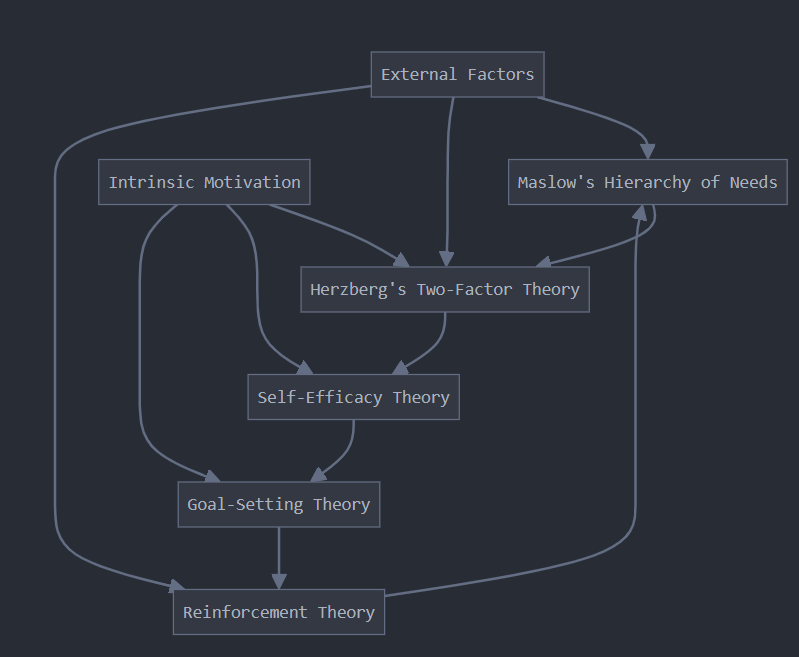 External Factors
Intrinsic Motivation
Maslow's Hierarchy of Needs
Herzberg's Two-Factor Theory
Self-Efficacy Theory
Goal-Setting Theory
Reinforcement Theory